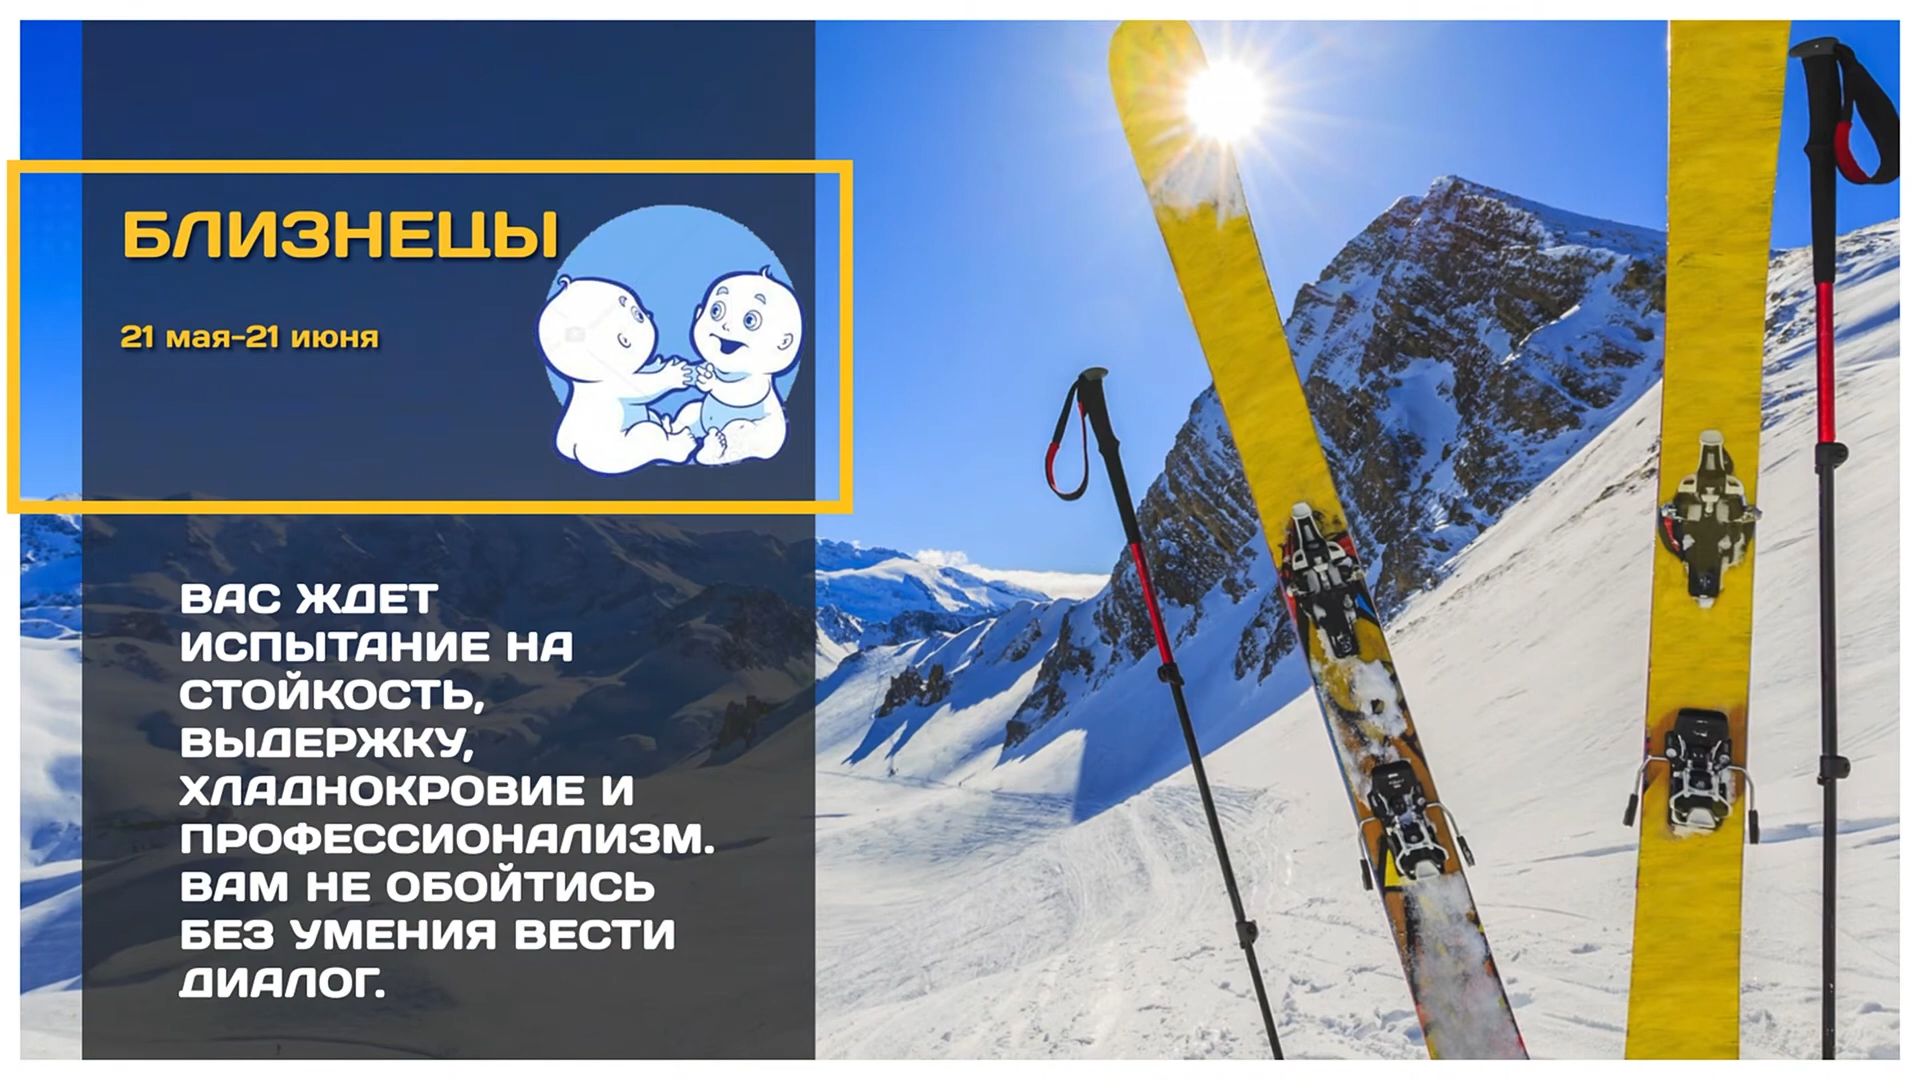 БЛИЗНЕЦЫ
21 мая-21 июня
ВАС ЖДЕТ
ИСПЫТАНИЕ НА
СТОЙКОСТЬ,
ВЫДЕРЖКУ,
ХЛАДНОКРОВИЕ И
ПРОФЕССИОНАЛИЗМ.
ВАМ НЕ ОБОЙТИСЬ
БЕЗ УМЕНИЯ ВЕСТИ
ДИАЛОГ.